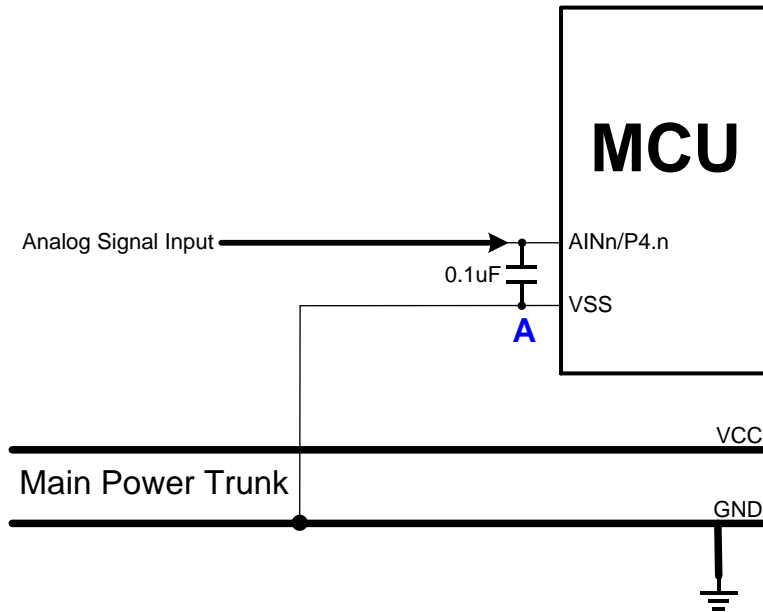 MCU
Analog Signal Input
AINn/P4.n
0.1uF
VSS
A
VCC
Main Power Trunk
GND